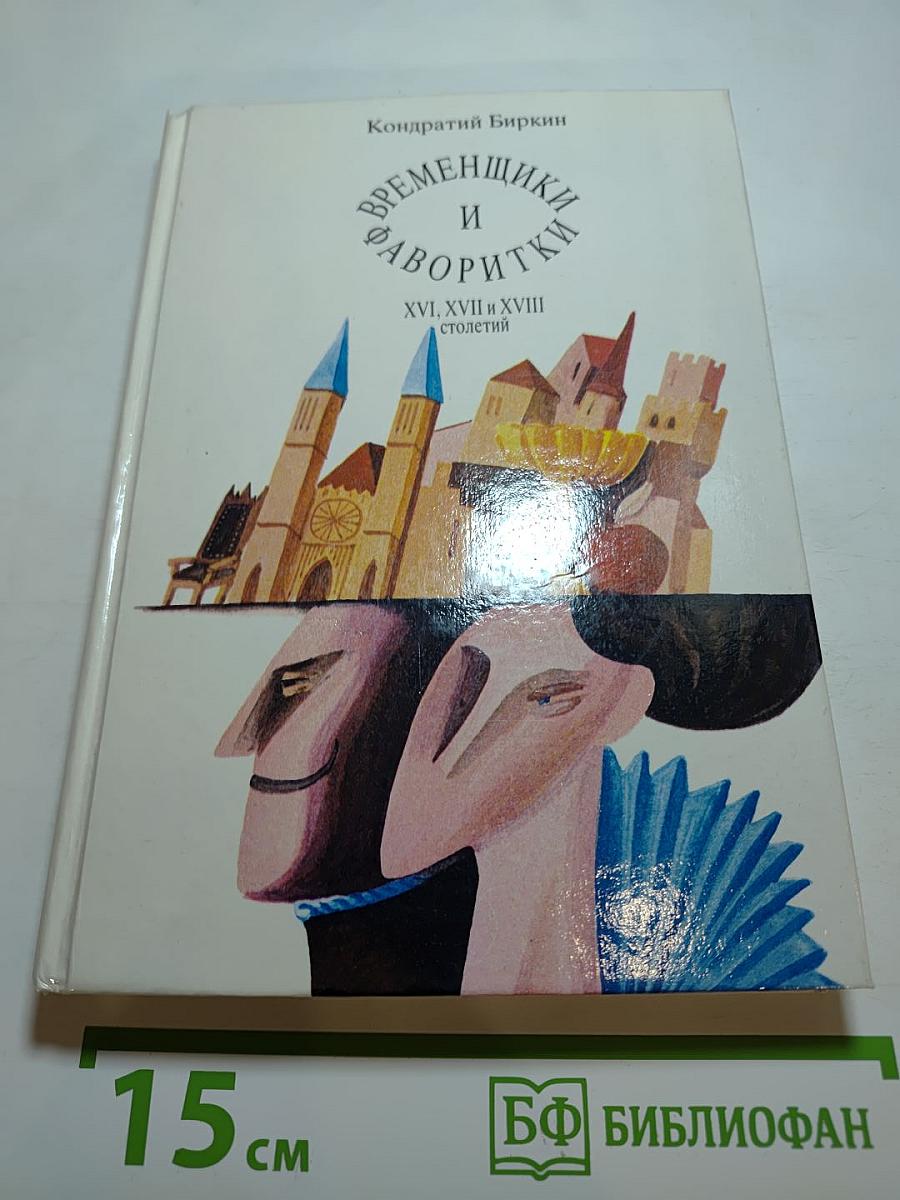 Кондратий Биркин
ВРЕМЕНЩИКИ
И
ФАВОРИТКИ
XVI, XVII и XVIII
столетий
15 см
БФ БИБЛИОФАН